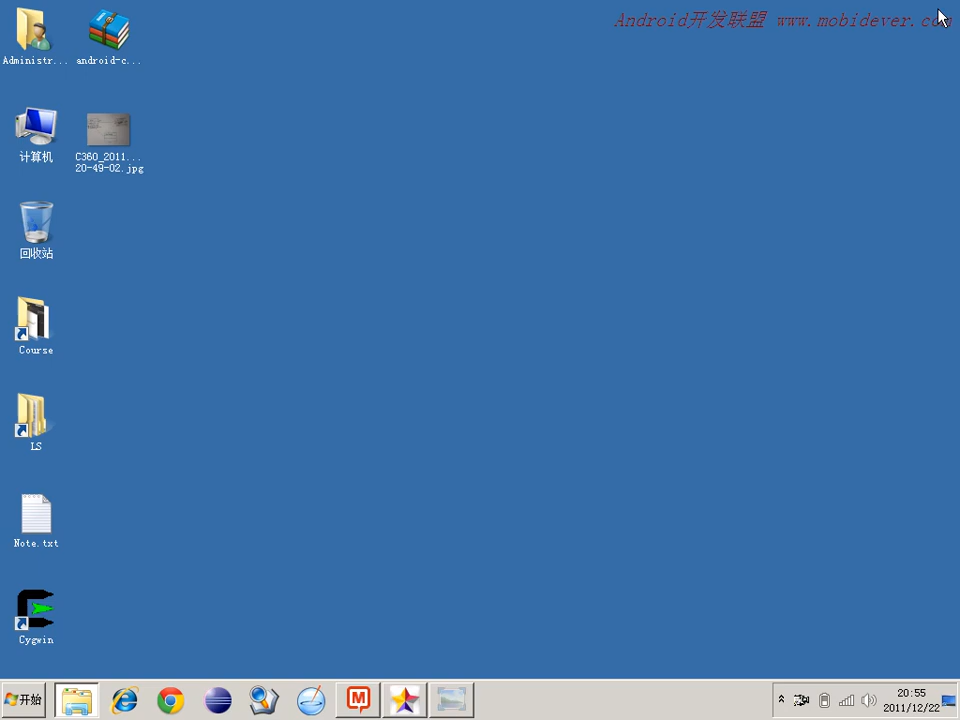 Android开发联盟 www.mobidever.com
Administr...
android-c...
计算机
C360_2011...
20-49-02.jpg
回收站
Course
LS
Note.txt
Cygwin
开始
20:55
2011/12/22